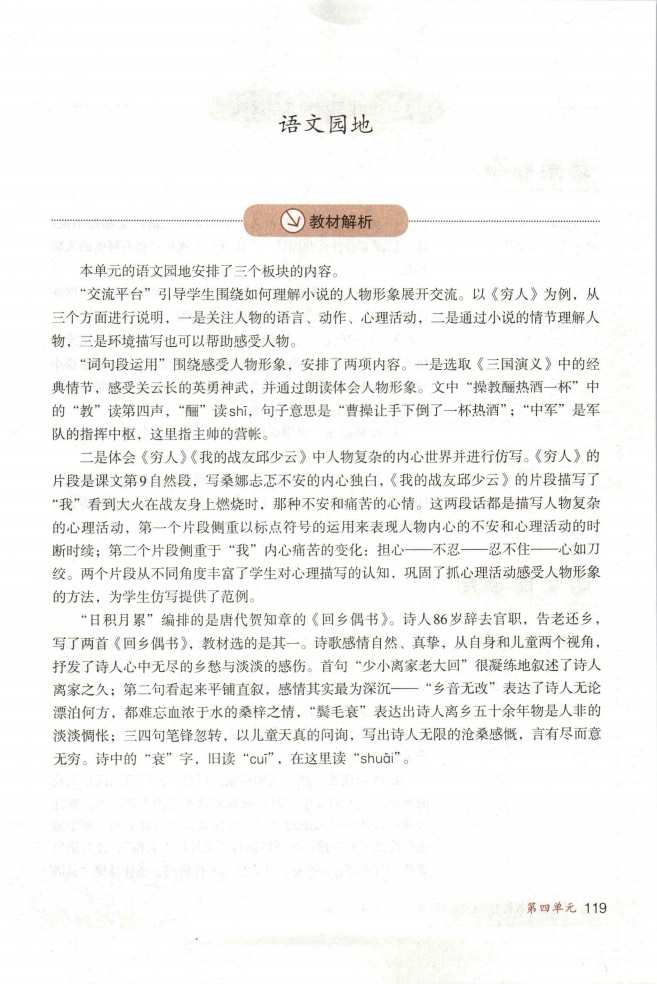 语文园地
教材解析
本单元的语文园地安排了三个板块的内容。
“交流平台”引导学生围绕如何理解小说的人物形象展开交流。以《穷人》为例，从
三个方面进行说明，一是关注人物的语言、动作、心理活动，二是通过小说的情节理解人
物，三是环境描写也可以帮助感受人物。
“词句段运用”围绕感受人物形象，安排了两项内容。一是选取《三国演义》中的经
典情节，感受关云长的英勇神武，并通过朗读体会人物形象。文中“操教酾热酒一杯”中
的“教”读第四声，“酾”读shī，句子意思是“曹操让手下倒了一杯热酒”；“中军”是军
队的指挥中枢，这里指主帅的营帐。
二是体会《穷人》《我的战友邱少云》中人物复杂的内心世界并进行仿写。《穷人》的
片段是课文第9自然段，写桑娜忐忑不安的内心独白，《我的战友邱少云》的片段描写了
“我”看到大火在战友身上燃烧时，那种不安和痛苦的心情。这两段话都是描写人物复杂
的心理活动，第一个片段侧重以标点符号的运用来表现人物内心的不安和心理活动的时
断时续；第二个片段侧重于“我”内心痛苦的变化：担心——不忍——忍不住——心如刀
绞。两个片段从不同角度丰富了学生对心理描写的认知，巩固了抓心理活动感受人物形象
的方法，为学生仿写提供了范例。
“日积月累”编排的是唐代贺知章的《回乡偶书》。诗人86岁辞去官职，告老还乡，
写了两首《回乡偶书》，教材选的是其一。诗歌感情自然、真挚，从自身和儿童两个视角，
抒发了诗人心中无尽的乡愁与淡淡的感伤。首句“少小离家老大回”很凝练地叙述了诗人
离家之久；第二句看起来平铺直叙，感情其实最为深沉——“乡音无改”表达了诗人无论
漂泊何方，都难忘血浓于水的桑梓之情，“鬓毛衰”表达出诗人离乡五十余年物是人非的
淡淡惆怅；三四句笔锋忽转，以儿童天真的问询，写出诗人无限的沧桑感慨，言有尽而意
无穷。诗中的“衰”字，旧读“cuī”，在这里读“shuāi”。
第四单元 119